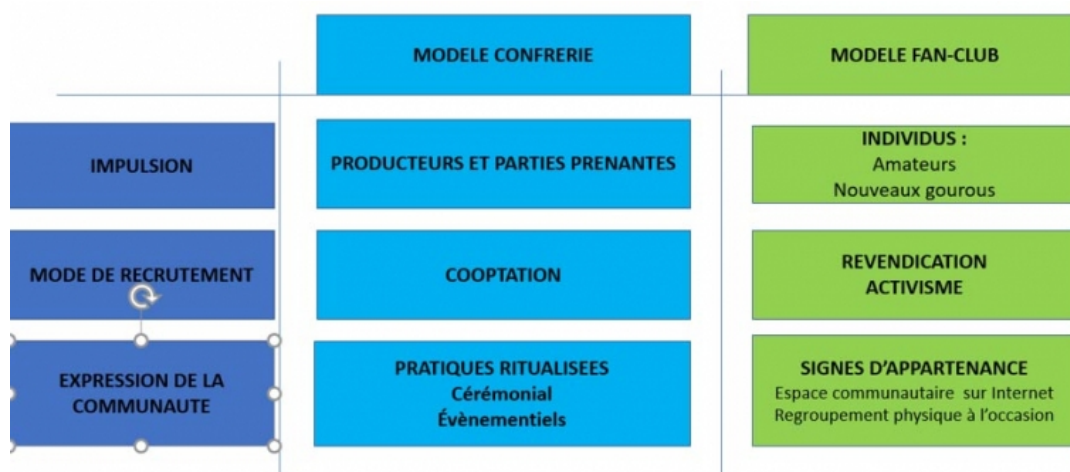 MODELE CONFRERIE
MODELE FAN-CLUB
IMPULSION
PRODUCTEURS ET PARTIES PRENANTES
INDIVIDUS :
Amateurs
Nouveaux gourous
MODE DE RECRUTEMENT
COOPTATION
REVENDICATION
ACTIVISME
EXPRESSION DE LA
COMMUNAUTE
PRATIQUES RITUALISEES
Cérémonial
Évènementiels
SIGNES D'APPARTENANCE
Espace communautaire sur Internet
Regroupement physique à l'occasion